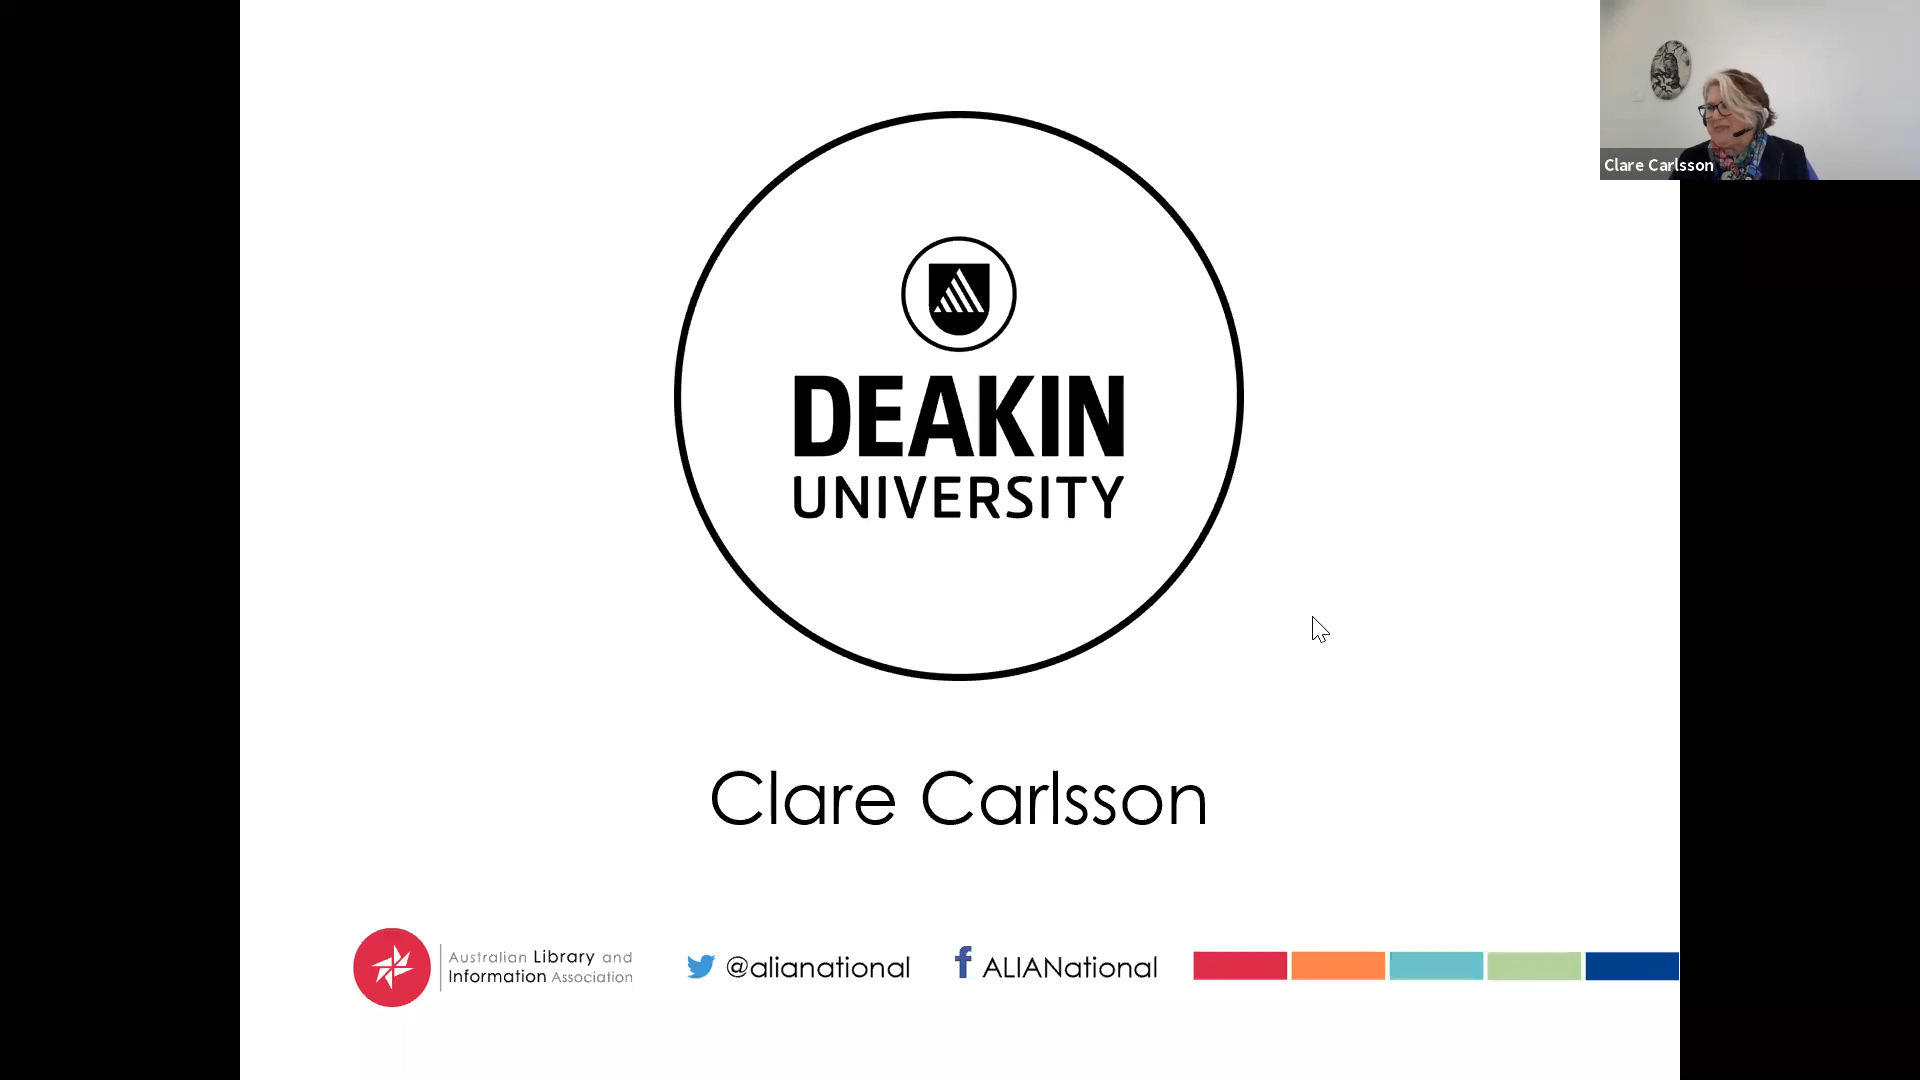 Clare Carlsson
DEAKIN
UNIVERSITY
Clare Carlsson
Australian Library and
Information Association
@alianational
ALIANational